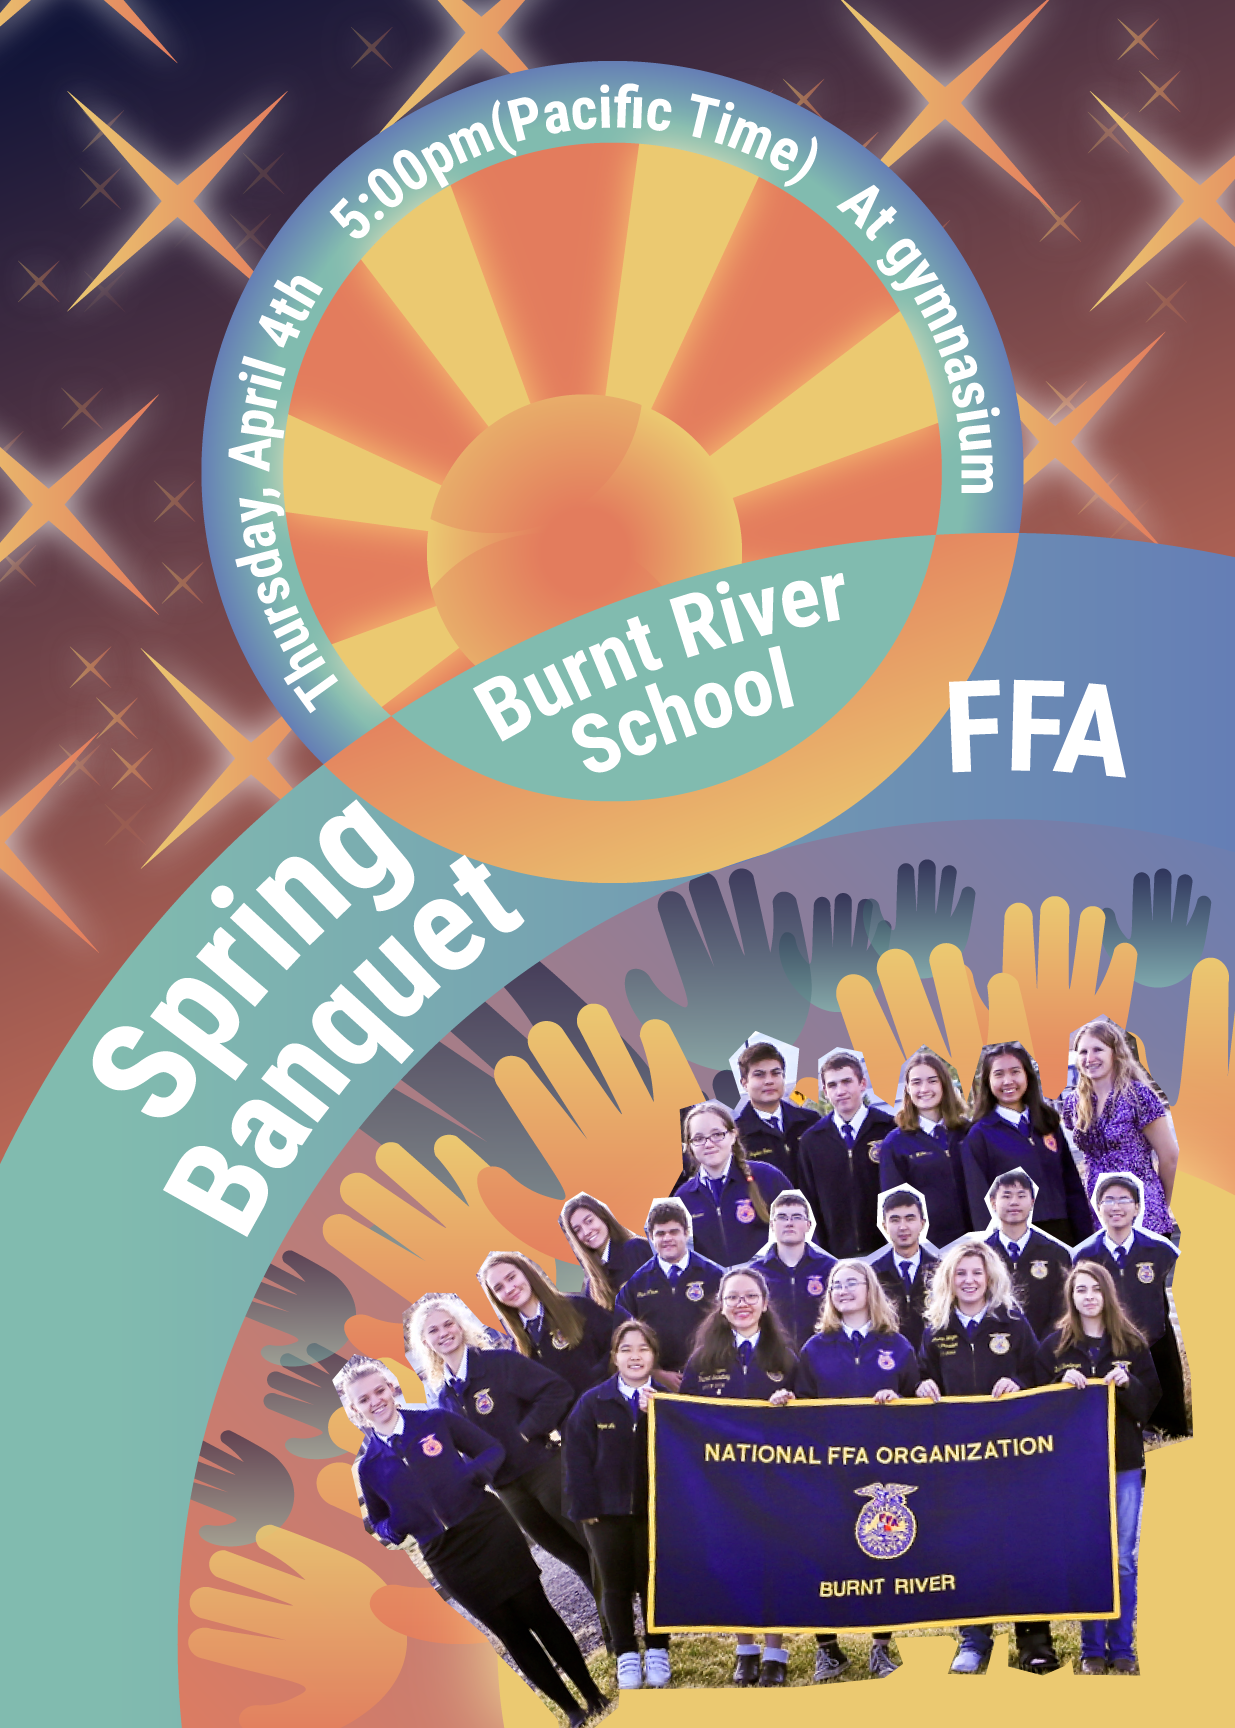 Thursday, April 4th 5:00pm(Pacific Time) At gymnasium
Burnt River
School
FFA
Spring
Banquet
NATIONAL FFA ORGANIZATION
BURNT RIVER